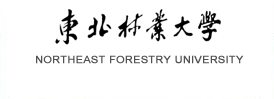 東北林業大學
NORTHEAST FORESTRY UNIVERSITY